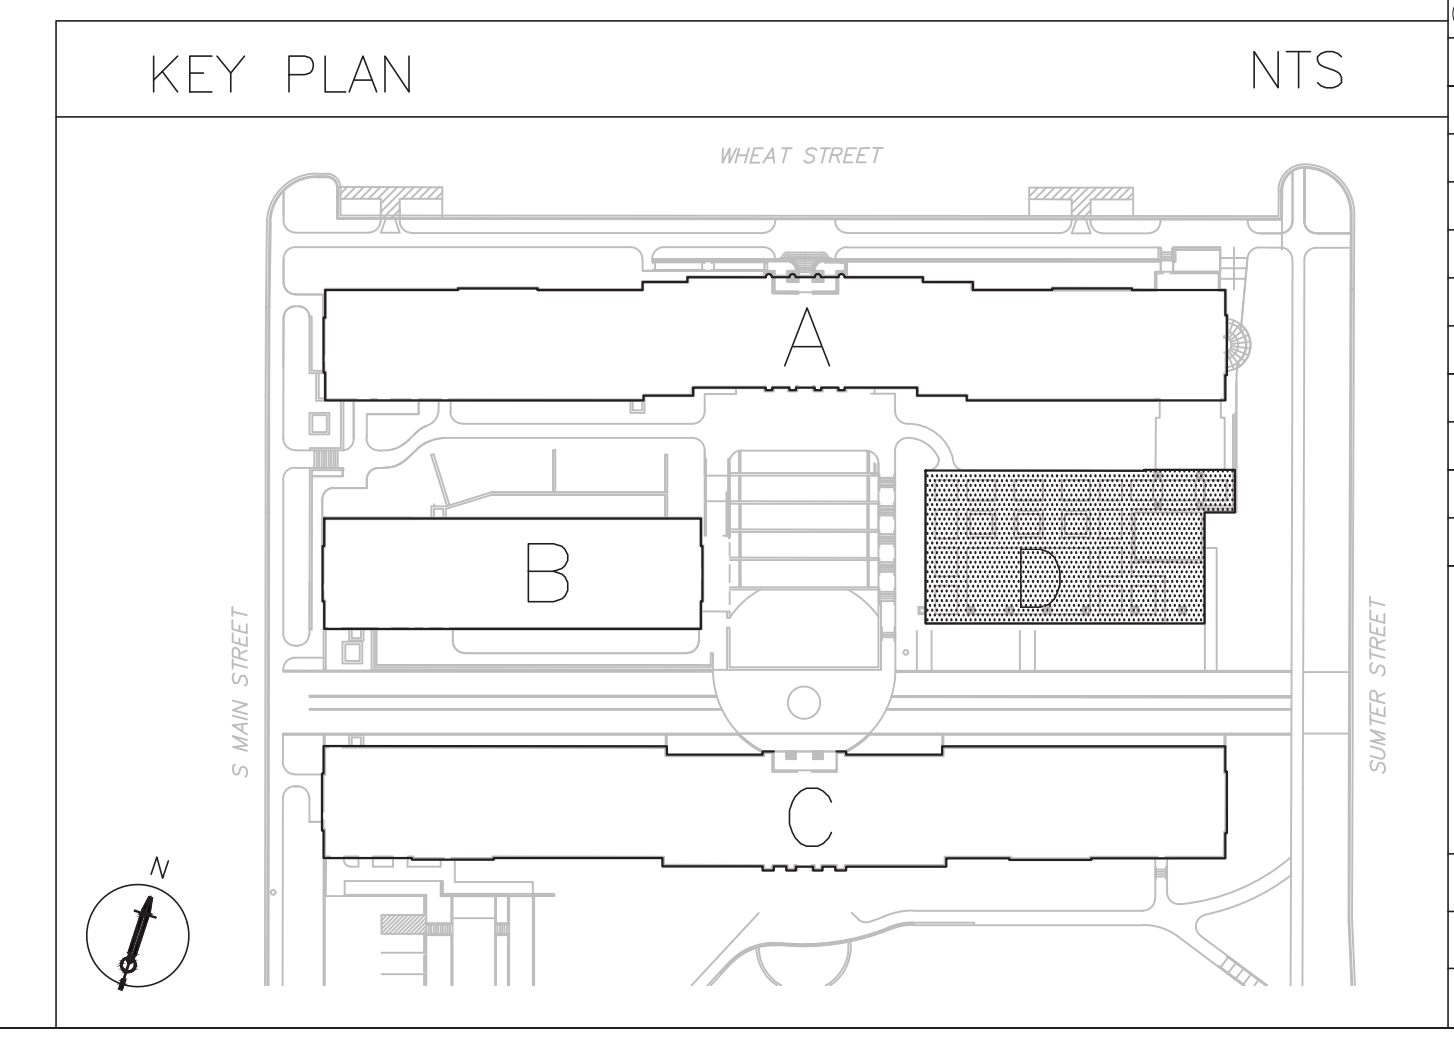 KEY PLAN NTS
WHEAT STREET
A
B
D
S MAIN STREET
SUMTER STREET
C
N